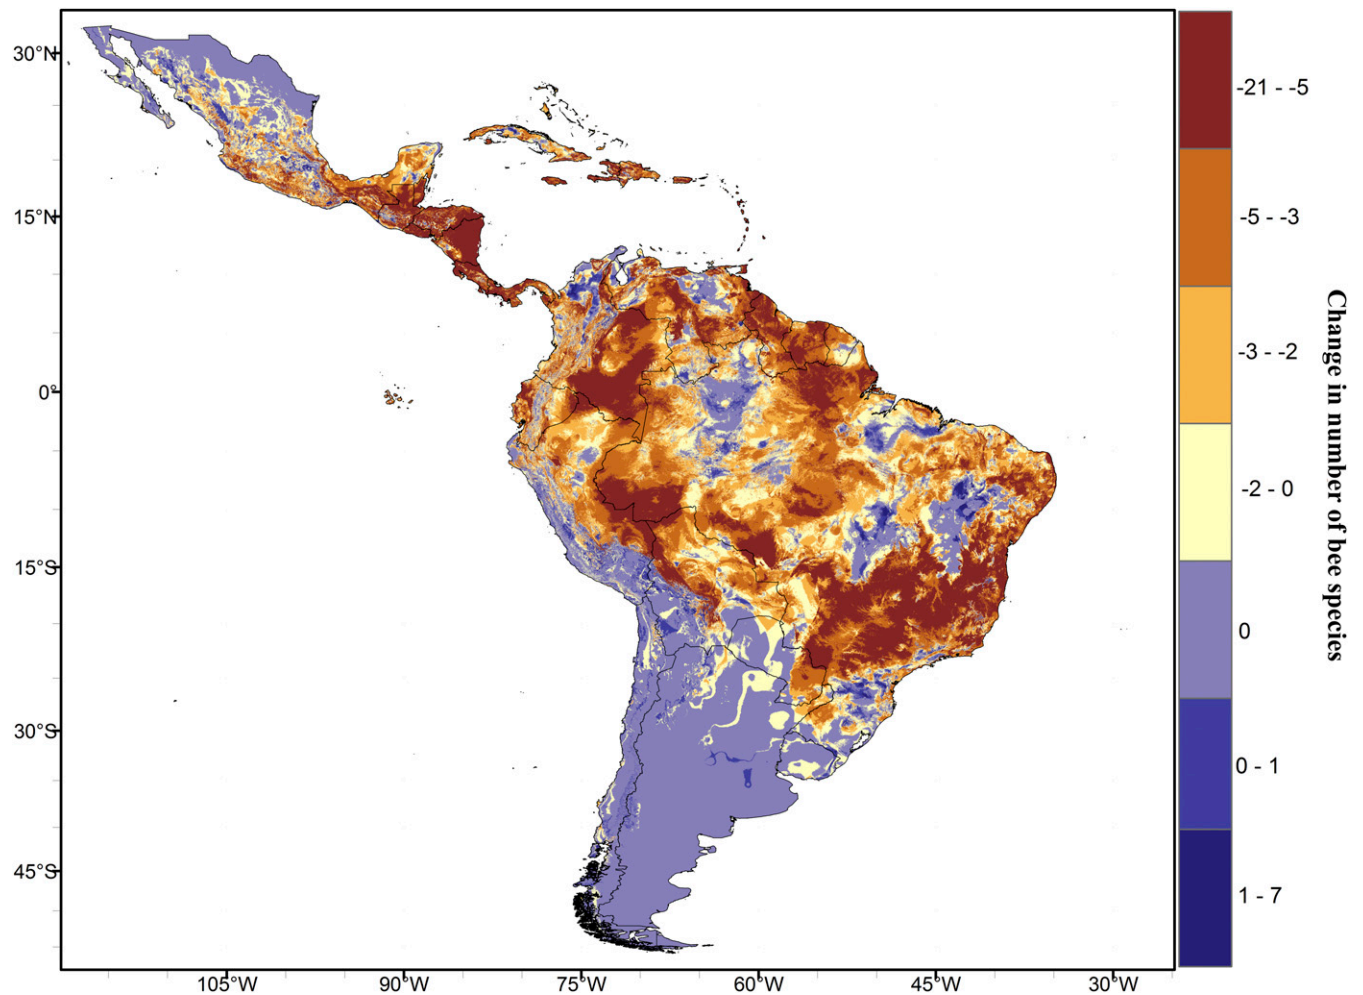 30°N
15°N
0°
15°S
30°S
45°S
105°W
90°W
75°W
60°W
45°W
30°W
-21 - -5
-5 - -3
-3 - -2
-2 - 0
0
0 - 1
1 - 7
Change in number of bee species